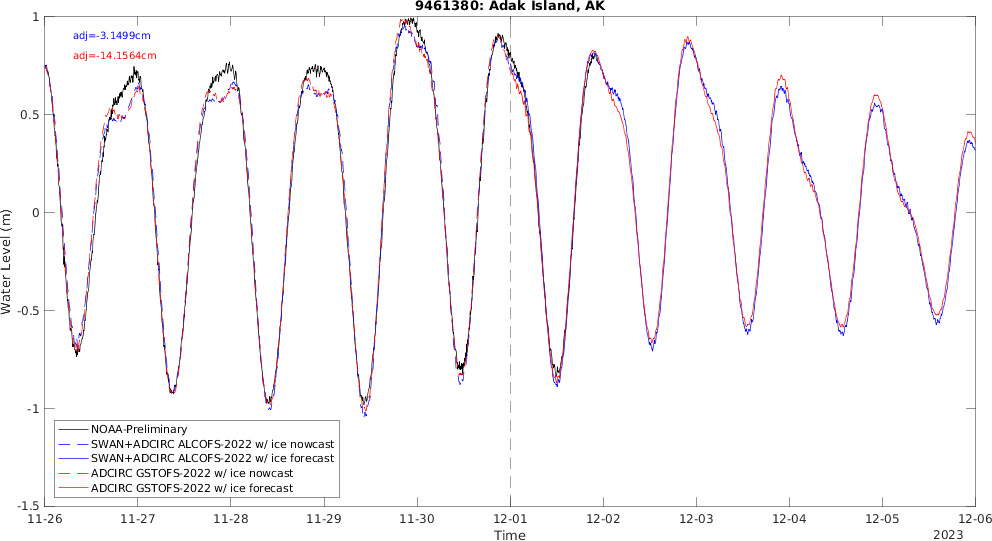 9461380: Adak Island, AK
adj=-3.1499cm
adj=-14.1564cm
Water Level (m)
1
0.5
0
-0.5
-1
-1.5
NOAA-Preliminary
SWAN+ADCIRC ALCOFS-2022 w/ ice nowcast
SWAN+ADCIRC ALCOFS-2022 w/ ice forecast
ADCIRC GSTOFS-2022 w/ ice nowcast
ADCIRC GSTOFS-2022 w/ ice forecast
11-26 11-27 11-28 11-29 11-30 12-01 12-02 12-03 12-04 12-05 12-06
Time
2023